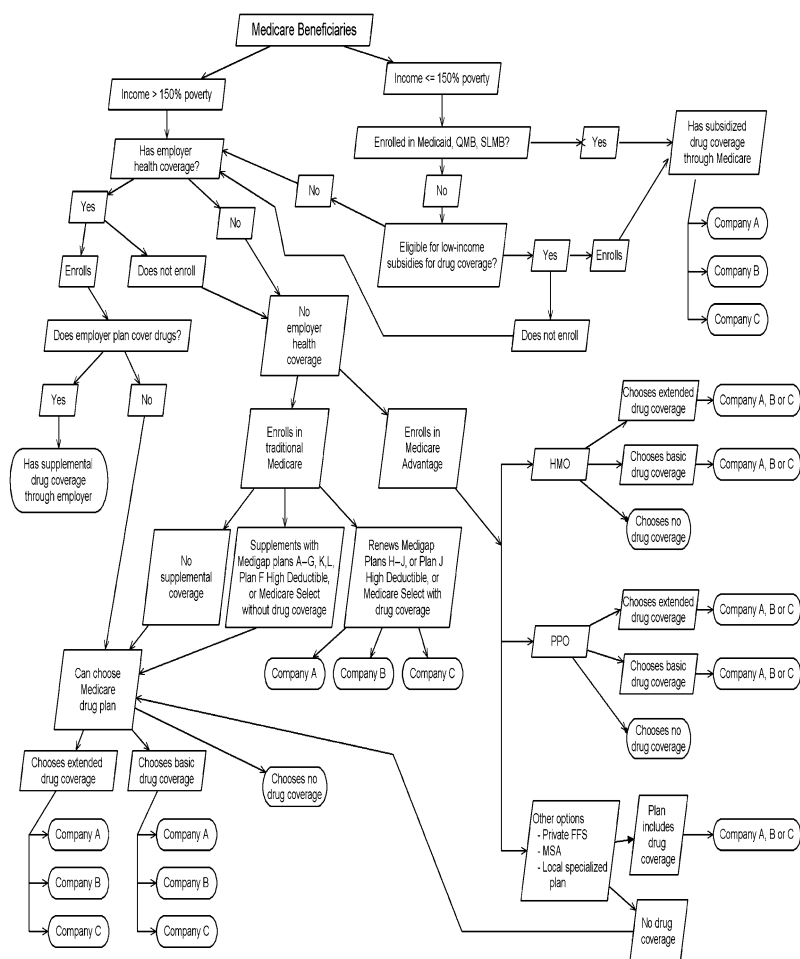 Medicare Beneficiaries
Income > 150% poverty
Income <= 150% poverty
Has employer
health coverage?
Enrolled in Medicaid, QMB, SLMB?
Yes
Has subsidized
drug coverage
through Medicare
Yes
No
No
No
Eligible for low-income
subsidies for drug coverage?
Yes
Enrolls
Company A
Company B
Company C
Enrolls
Does not enroll
Does not enroll
No
employer
health
coverage
Does employer plan cover drugs?
Yes
No
Has supplemental
drug coverage
through employer
Enrolls in
traditional
Medicare
Enrolls in
Medicare
Advantage
No
supplemental
coverage
Supplements with
Medigap plans A–G, K,L,
Plan F High Deductible,
or Medicare Select
without drug coverage
Renews Medigap
Plans H–J, or Plan J
High Deductible, or
Medicare Select with
drug coverage
Company A
Company B
Company C
Can choose
Medicare
drug plan
Chooses extended
drug coverage
Chooses basic
drug coverage
Chooses no
drug coverage
Company A
Company B
Company C
Company A
Company B
Company C
HMO
Chooses extended
drug coverage
Company A, B or C
Chooses basic
drug coverage
Company A, B or C
Chooses no
drug coverage
PPO
Chooses extended
drug coverage
Company A, B or C
Chooses basic
drug coverage
Company A, B or C
Chooses no
drug coverage
Other options
- Private FFS
- MSA
- Local specialized
plan
Plan
includes
drug
coverage
Company A, B or C
No drug
coverage